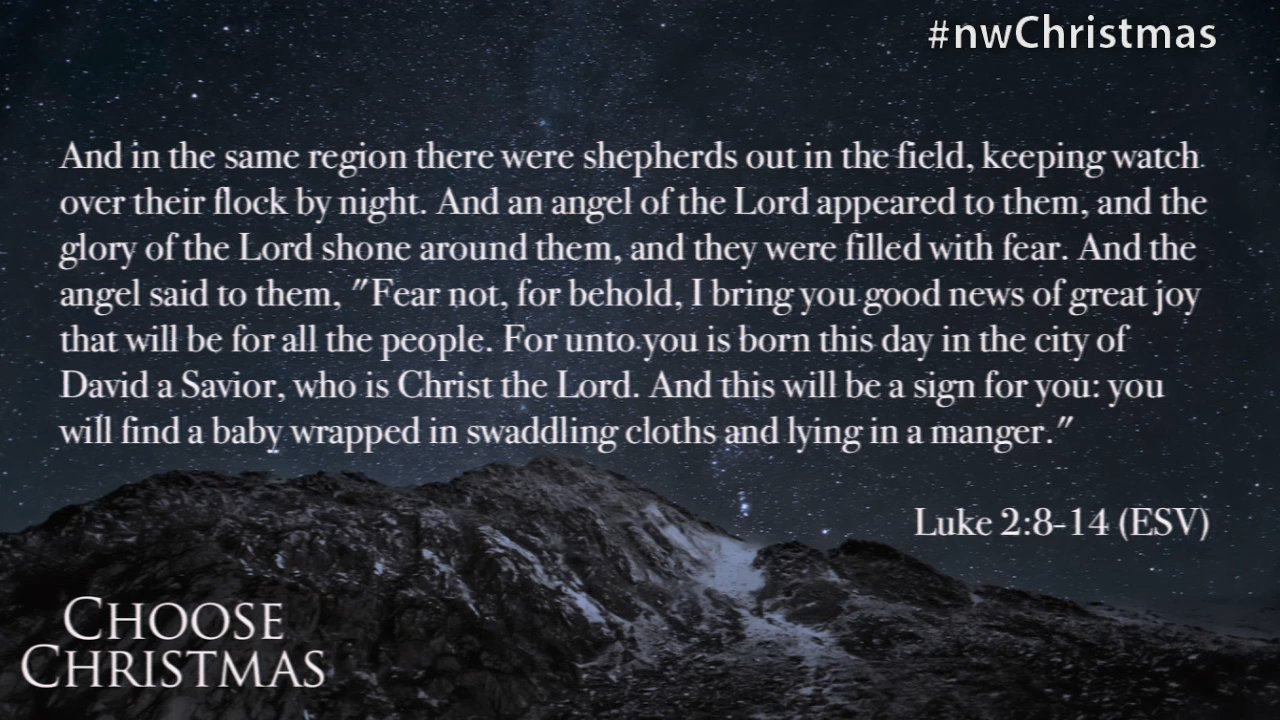 #nwChristmas
And in the same region there were shepherds out in the field, keeping watch
over their flock by night. And an angel of the Lord appeared to them, and the
glory of the Lord shone around them, and they were filled with fear. And the
angel said to them, "Fear not, for behold, I bring you good news of great joy
that will be for all the people. For unto you is born this day in the city of
David a Savior, who is Christ the Lord. And this will be a sign for you: you
will find a baby wrapped in swaddling cloths and lying in a manger."
Luke 2:8-14 (ESV)
CHOOSE
CHRISTMAS